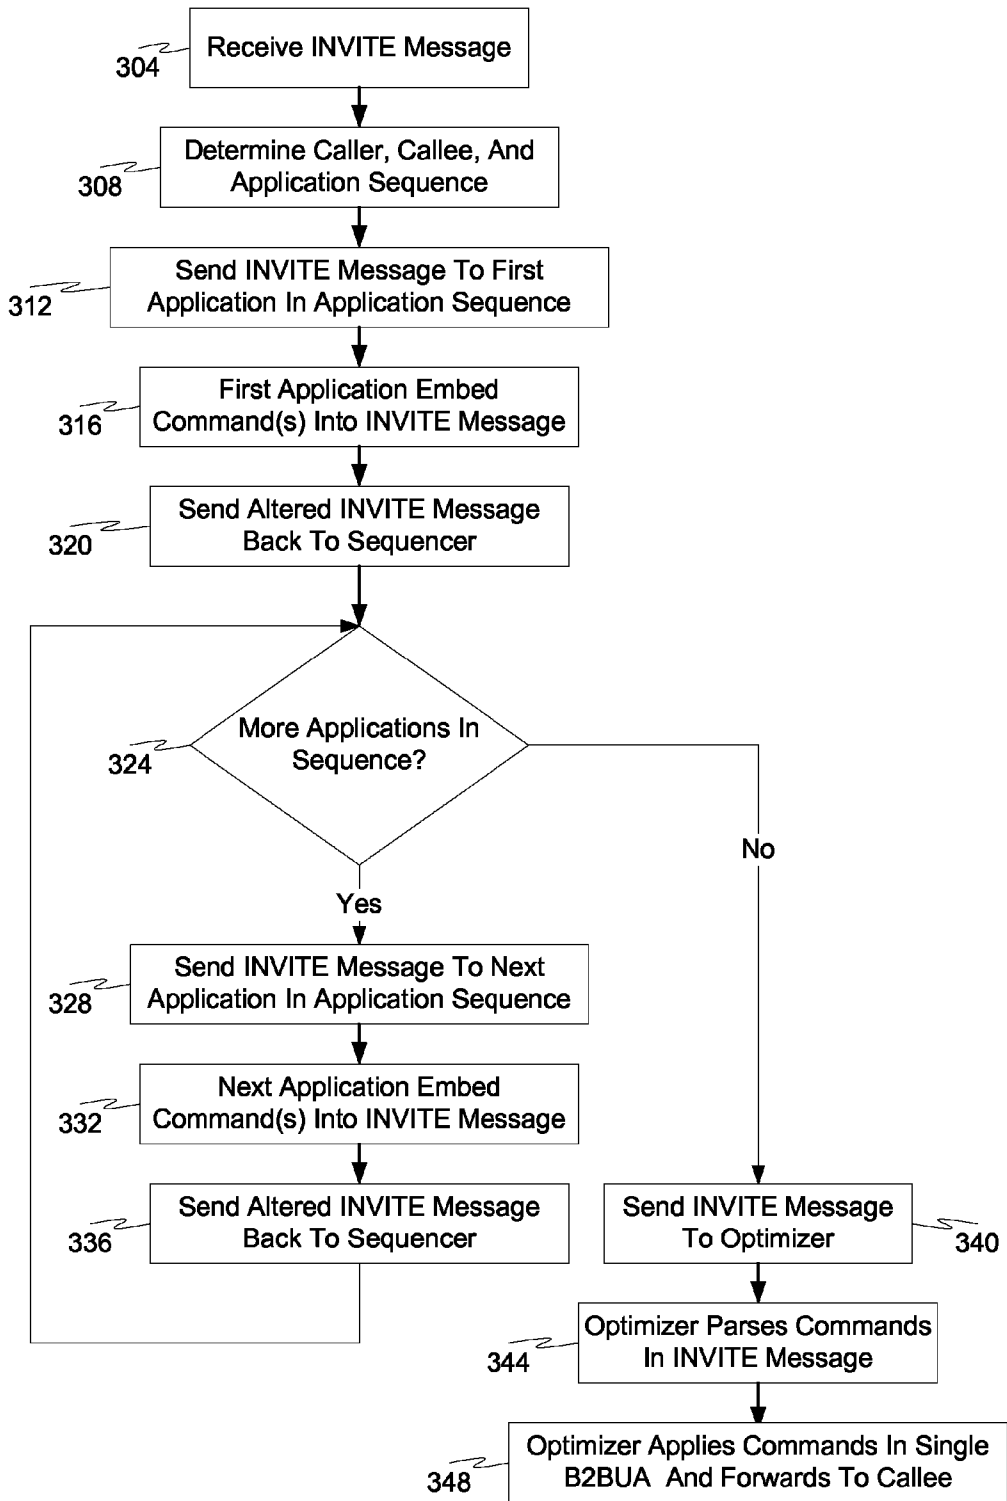 Receive INVITE Message
304
Determine Caller, Callee, And
Application Sequence
308
Send INVITE Message To First
Application In Application Sequence
312
First Application Embed
Command(s) Into INVITE Message
316
Send Altered INVITE Message
Back To Sequencer
320
More Applications In
Sequence?
324
No
Yes
Send INVITE Message To Next
Application In Application Sequence
328
Next Application Embed
Command(s) Into INVITE Message
332
Send Altered INVITE Message
Back To Sequencer
336
Send INVITE Message
To Optimizer
340
Optimizer Parses Commands
In INVITE Message
344
Optimizer Applies Commands In Single
B2BUA And Forwards To Callee
348